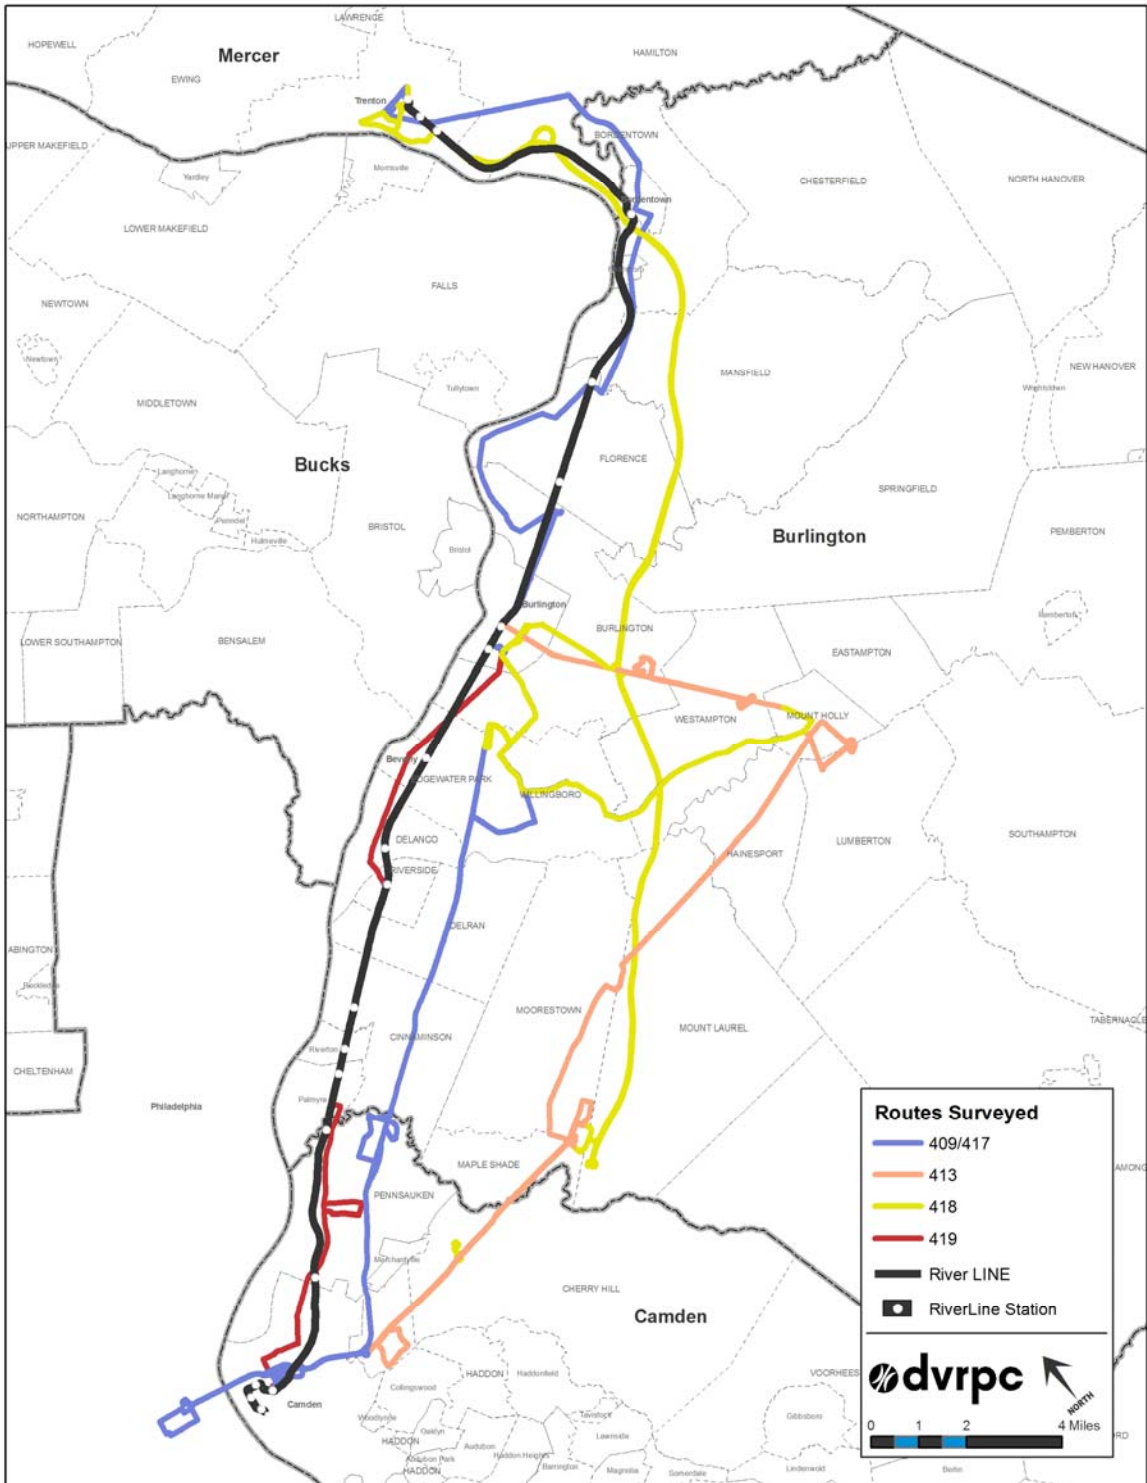 LAWRENCE
HOPEWELL
Mercer
HAMILTON
EWING
Trenton
BORDENTOWN
UPPER MAKEFIELD
Morrisville
Yardley
CHESTERFIELD
NORTH HANOVER
LOWER MAKEFIELD
FALLS
NEWTOWN
Newtown
MANSFIELD
NEW HANOVER
Tullytown
Wrightstown
MIDDLETOWN
Bucks
FLORENCE
Langhorne
Langhorne Manor
SPRINGFIELD
NORTHAMPTON
Penndel
BRISTOL
Hulmeville
Burlington
PEMBERTON
Bristol
Burlington
Pemberton
LOWER SOUTHAMPTON
BENSALEM
BURLINGTON
EASTAMPTON
WESTAMPTON
MOUNT HOLLY
Beverly
EDGEWATER PARK
WILLINGBORO
DELANCO
SOUTHAMPTON
LUMBERTON
HAINESPORT
RIVERSIDE
DELRAN
ABINGTON
Rockledge
MOORESTOWN
MOUNT LAUREL
TABERNACLE
CINNAMINSON
Riverton
CHELTENHAM
Palmyra
Philadelphia
MAPLE SHADE
PENNSAUKEN
Merchantville
CHERRY HILL
Camden
VOORHEES
HADDON
Haddonfield
Collingswood
Camden
Woodlynne
Tavistock
Gibbsboro
Oaklyn
Lawnside
HADDON
Audubon
Haddon Heights
Audubon Park
HADDON
Barrington
Magnolia
Somerdale
Lindenwold
Berlin
Routes Surveyed
409/417
413
418
419
River LINE
RiverLine Station
dvrpc
NORTH
0 1 2 4 Miles